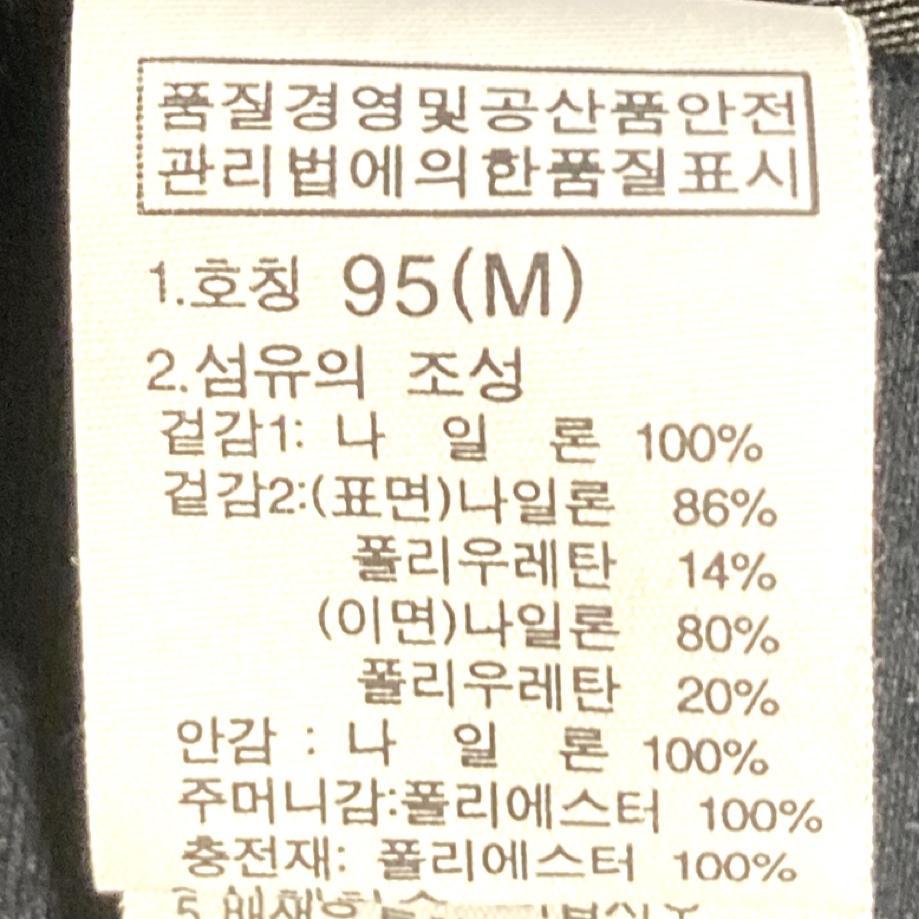 품질경영및공산품안전
관리법에의한품질표시
1.호칭 95(M)
2.섬유의 조성
겉감1: 나 일 론 100%
겉감2:(표면)나일론 86%
폴리우레탄 14%
(이면)나일론 80%
폴리우레탄 20%
안감 : 나 일 론 100%
주머니감:폴리에스터 100%
충전재: 폴리에스터 100%